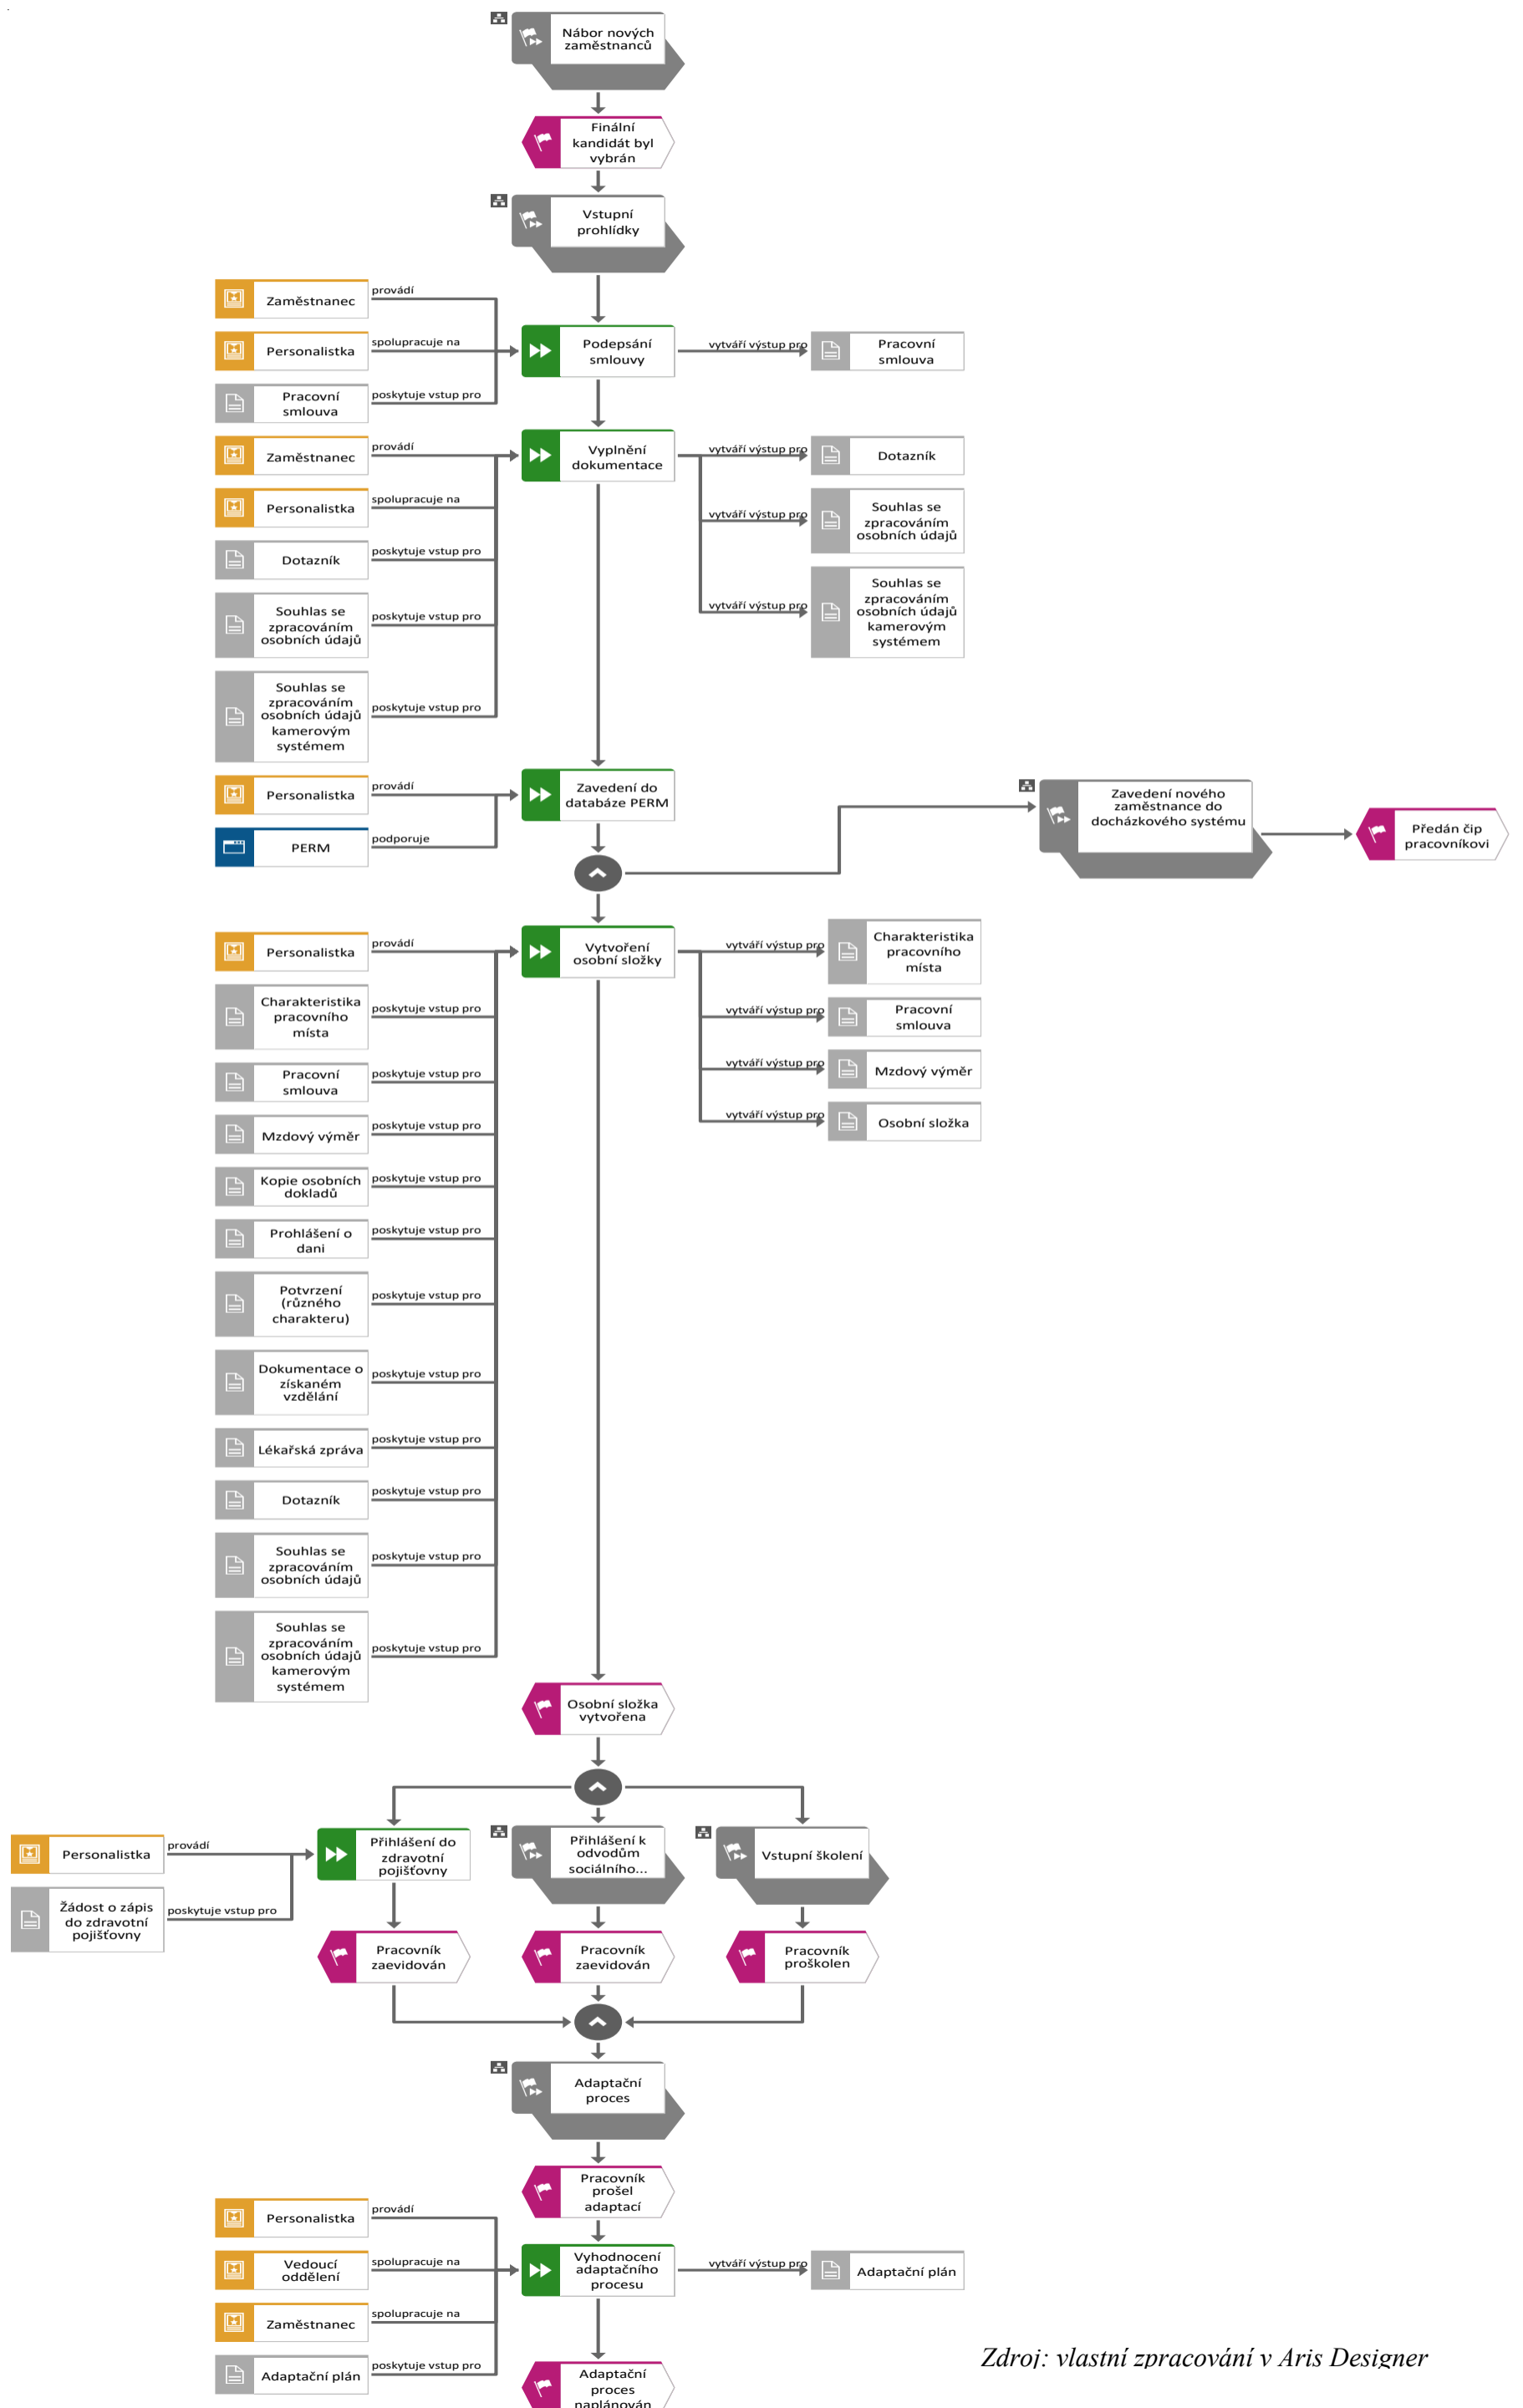 Nábor nových
zaměstnanců
Finální
kandidát byl
vybrán
Vstupní
prohlídky
Zaměstnanec
provádí
Personalistka
spolupracuje na
Pracovní
smlouva
poskytuje vstup pro
Podepsání
smlouvy
vytváří výstup pro
Pracovní
smlouva
Zaměstnanec
provádí
Personalistka
spolupracuje na
Dotazník
poskytuje vstup pro
Souhlas se
zpracováním
osobních údajů
poskytuje vstup pro
Souhlas se
zpracováním
osobních údajů
kamerovým
systémem
poskytuje vstup pro
Vyplnění
dokumentace
vytváří výstup pro
Dotazník
vytváří výstup pro
Souhlas se
zpracováním
osobních údajů
vytváří výstup pro
Souhlas se
zpracováním
osobních údajů
kamerovým
systémem
Personalistka
provádí
PERM
podporuje
Zavedení do
databáze PERM
Zavedení nového
zaměstnance do
docházkového systému
Předán čip
pracovníkovi
Personalistka
provádí
Charakteristika
pracovního
místa
poskytuje vstup pro
Pracovní
smlouva
poskytuje vstup pro
Mzdový výměr
poskytuje vstup pro
Kopie osobních
dokladů
poskytuje vstup pro
Prohlášení o
dani
poskytuje vstup pro
Potvrzení
(různého
charakteru)
poskytuje vstup pro
Dokumentace o
získaném
vzdělání
poskytuje vstup pro
Lékařská zpráva
poskytuje vstup pro
Dotazník
poskytuje vstup pro
Souhlas se
zpracováním
osobních údajů
poskytuje vstup pro
Souhlas se
zpracováním
osobních údajů
kamerovým
systémem
poskytuje vstup pro
Vytvoření
osobní složky
vytváří výstup pro
Charakteristika
pracovního
místa
vytváří výstup pro
Pracovní
smlouva
vytváří výstup pro
Mzdový výměr
vytváří výstup pro
Osobní složka
Osobní složka
vytvořena
Personalistka
provádí
Žádost o zápis
do zdravotní
pojišťovny
poskytuje vstup pro
Přihlášení do
zdravotní
pojišťovny
Přihlášení k
odvodům
sociálního...
Vstupní školení
Pracovník
zaevidován
Pracovník
zaevidován
Pracovník
proškolen
Adaptační
proces
Pracovník
prošel
adaptací
Personalistka
provádí
Vedoucí
oddělení
spolupracuje na
Zaměstnanec
spolupracuje na
Adaptační plán
poskytuje vstup pro
Vyhodnocení
adaptačního
procesu
vytváří výstup pro
Adaptační plán
Adaptační
proces
naplánován
Zdroj: vlastní zpracování v Aris Designer